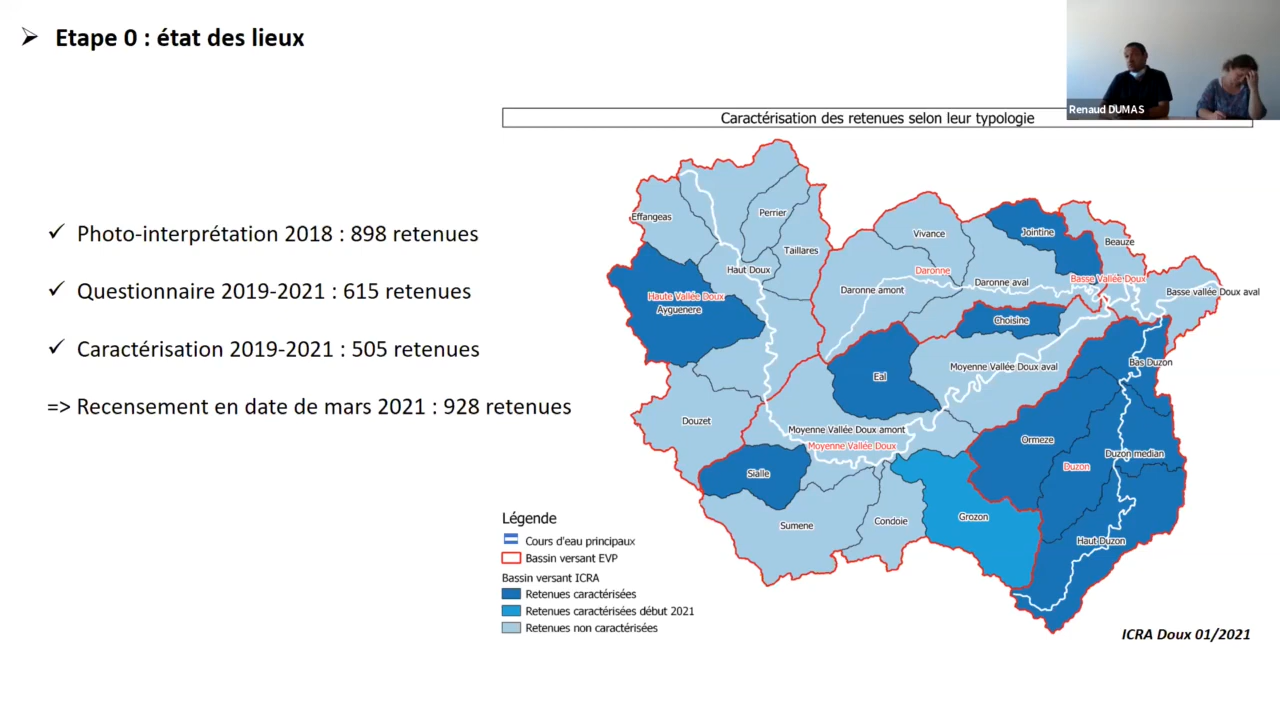 Etape 0 : état des lieux
Renaud DUMAS
Caractérisation des retenues selon leur typologie
Photo-interprétation 2018 : 898 retenues
Questionnaire 2019-2021 : 615 retenues
Caractérisation 2019-2021 : 505 retenues
=> Recensement en date de mars 2021 : 928 retenues
Effangeas
Perrier
Taillares
Haut Doux
Haute Vallée Doux
Ayguenere
Vivance
Daronne
Daronne amont
Daronne aval
Jointine
Beauze
Basse Vallée Doux
Basse vallée Doux aval
Choisine
Eal
Moyenne Vallée Doux aval
Bas Duzon
Douzet
Moyenne Vallée Doux amont
Moyenne Vallée Doux
Ormeze
Duzon
Duzon median
Sialle
Sumene
Condoie
Grozon
Haut Duzon
Légende
Cours d'eau principaux
Bassin versant EVP
Bassin versant ICRA
Retenues caractérisées
Retenues caractérisées début 2021
Retenues non caractérisées
ICRA Doux 01/2021